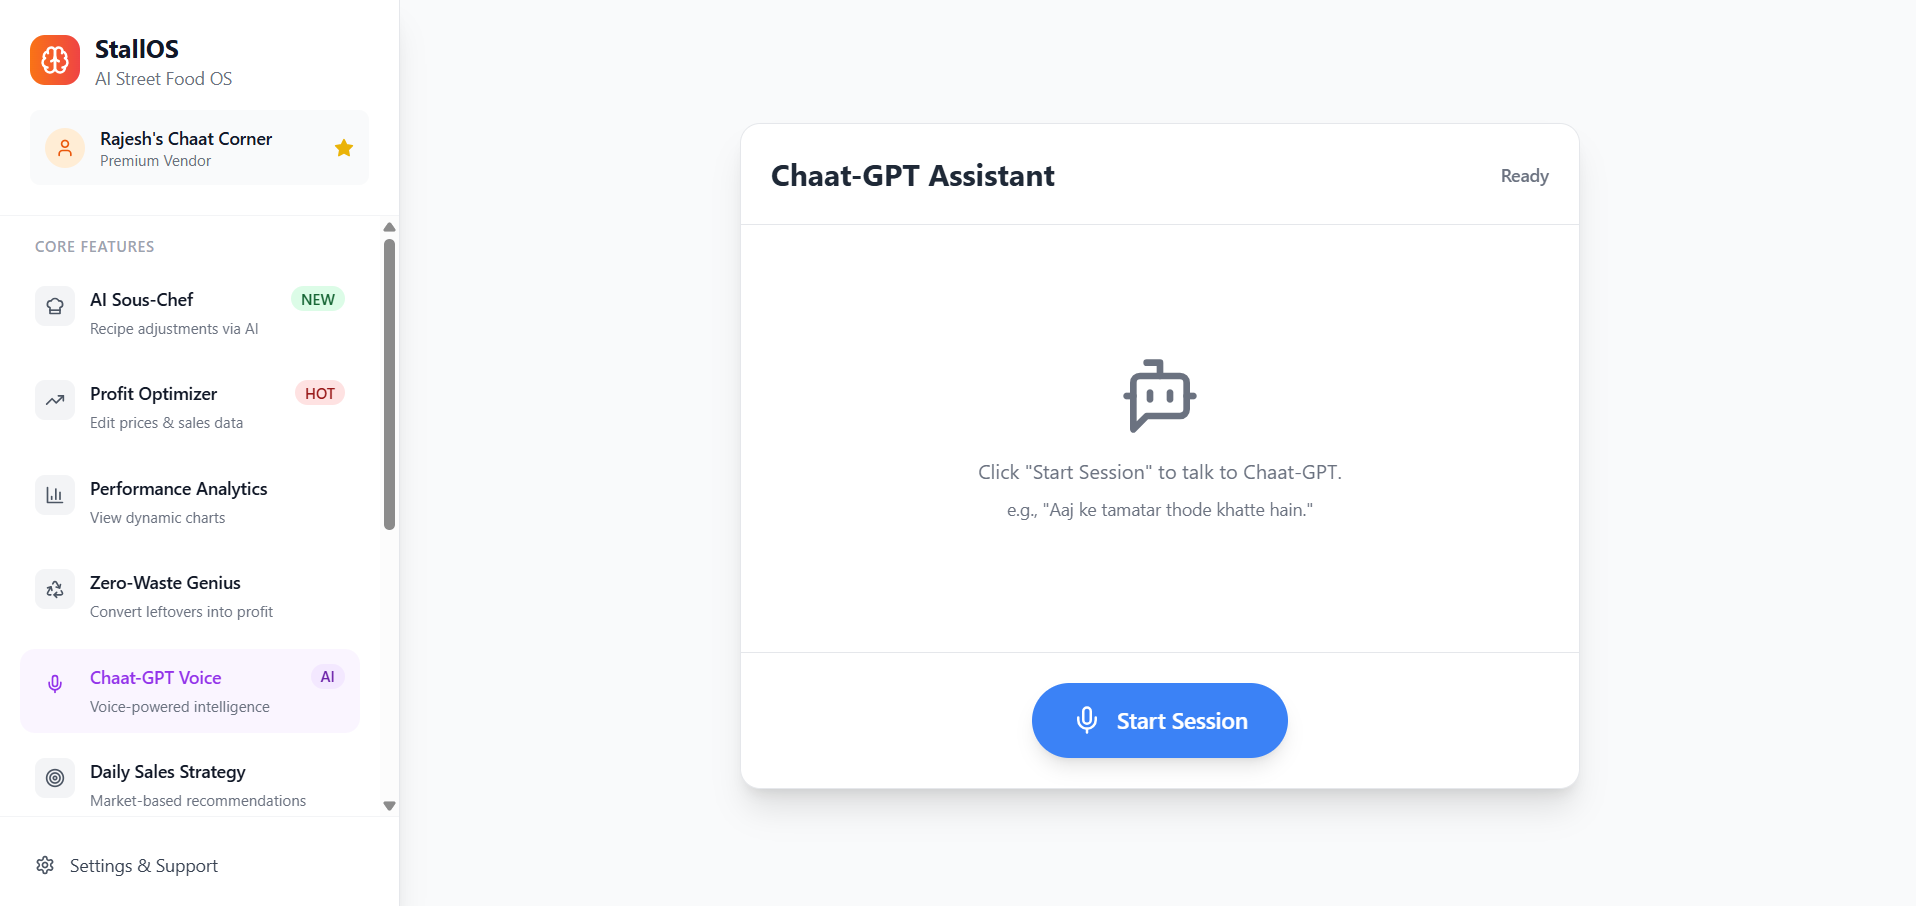 StallOS
AI Street Food OS
Rajesh's Chaat Corner
Premium Vendor
CORE FEATURES
AI Sous-Chef
NEW
Recipe adjustments via AI
Profit Optimizer
HOT
Edit prices & sales data
Performance Analytics
View dynamic charts
Zero-Waste Genius
Convert leftovers into profit
Chaat-GPT Voice
AI
Voice-powered intelligence
Daily Sales Strategy
Market-based recommendations
Settings & Support
Chaat-GPT Assistant
Ready
Click "Start Session" to talk to Chaat-GPT.
e.g., "Aaj ke tamatar thode khatte hain."
Start Session